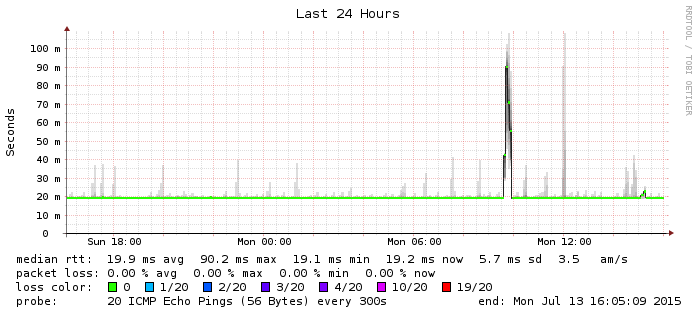 Last 24 Hours
RRDTOOL / TOBI OETIKER
Seconds
100 m
90 m
80 m
70 m
60 m
50 m
40 m
30 m
20 m
10 m
0
Sun 18:00 Mon 00:00 Mon 06:00 Mon 12:00
median rtt: 19.9 ms avg 90.2 ms max 19.1 ms min 19.2 ms now 5.7 ms sd 3.5 am/s
packet loss: 0.00 % avg 0.00 % max 0.00 % min 0.00 % now
loss color: 0 1/20 2/20 3/20 4/20 10/20 19/20
probe: 20 ICMP Echo Pings (56 Bytes) every 300s end: Mon Jul 13 16:05:09 2015